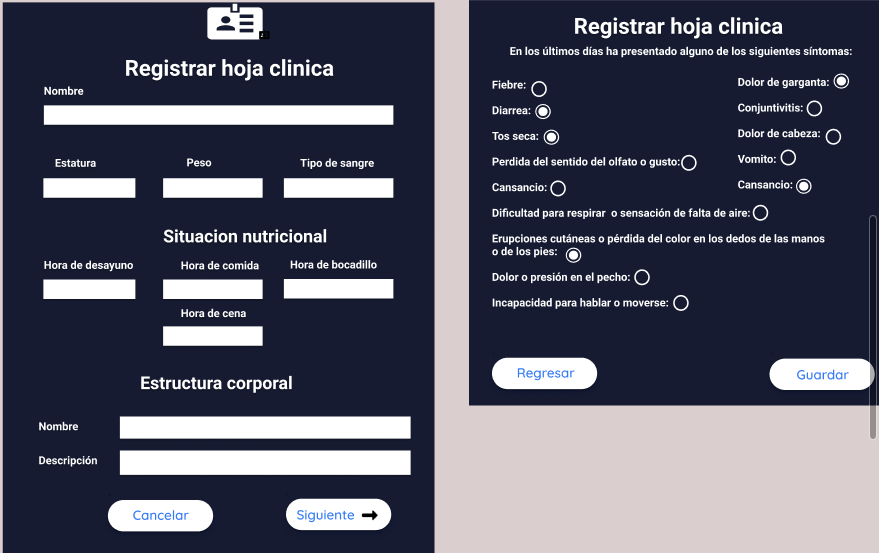 Registrar hoja clinica
Nombre
Estatura Peso Tipo de sangre
Situacion nutricional
Hora de desayuno Hora de comida Hora de bocadillo
Hora de cena
Estructura corporal
Nombre
Descripción
Cancelar Siguiente
Registrar hoja clinica
En los últimos días ha presentado alguno de los siguientes síntomas:
Fiebre: Dolor de garganta:
Diarrea: Conjuntivitis:
Tos seca: Dolor de cabeza:
Perdida del sentido del olfato o gusto: Vomito:
Cansancio: Cansancio:
Dificultad para respirar o sensación de falta de aire:
Erupciones cutáneas o pérdida del color en los dedos de las manos
o de los pies:
Dolor o presión en el pecho:
Incapacidad para hablar o moverse:
Regresar Guardar